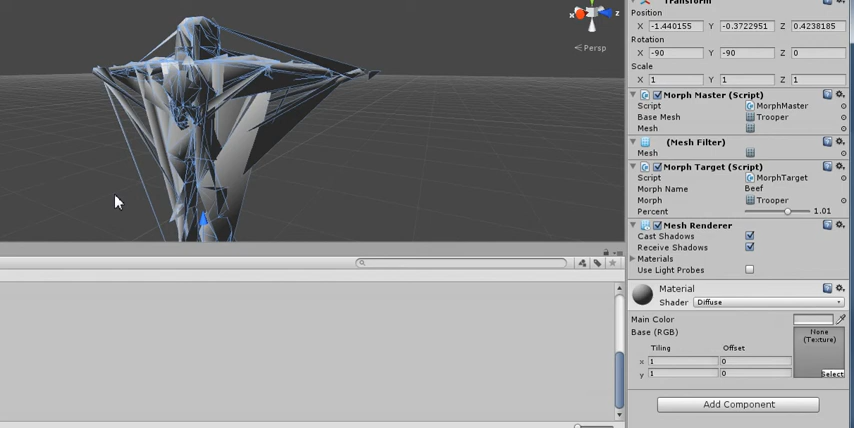 Transform
Position
X -1.440155 Y -0.3722951 Z 0.4238185
Rotation
X -90 Y -90 Z 0
Scale
X 1 Y 1 Z 1
Morph Master (Script)
Script MorphMaster
Base Mesh Trooper
Mesh
(Mesh Filter)
Mesh
Morph Target (Script)
Script MorphTarget
Morph Name Beef
Morph Trooper
Percent 1.01
Mesh Renderer
Cast Shadows
Receive Shadows
Materials
Use Light Probes
Material
Shader Diffuse
Main Color
Base (RGB)
None
(Texture)
Tiling Offset
x 1 0
y 1 0
Select
Add Component
x z
Persp